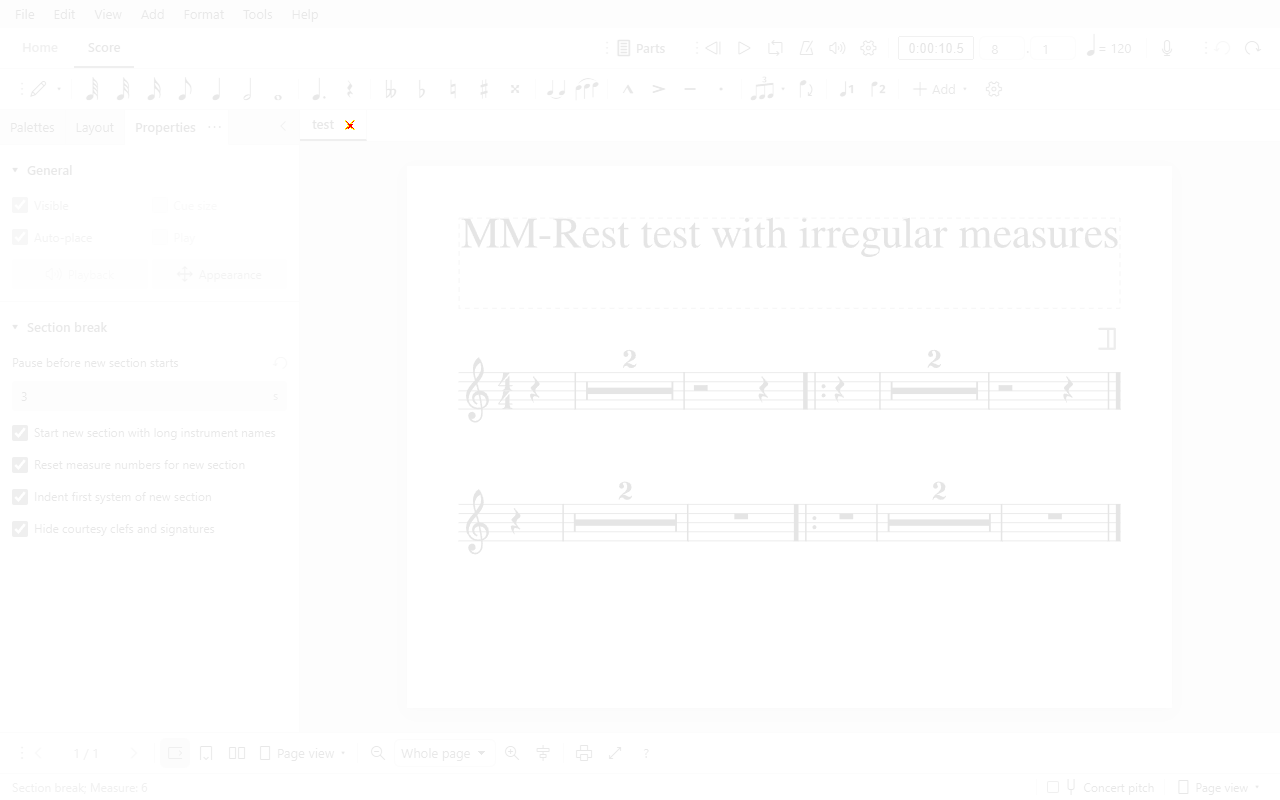 File Edit View Add Format Tools Help
Home Score Parts 0:00:10.5 8 . 1 = 120
Add
Palettes Layout Properties
test
General
Visible
Auto-place Play
Appearance
MM-Rest test with irregular measures
Section break
Pause before new section starts
3
Start new section with long instrument names
Reset measure numbers for new section
Indent first system of new section
Hide courtesy clefs and signatures
2 2
2 2
1 / 1 Page view Whole page ?
Section break; Measure: 6 Concert pitch Page view